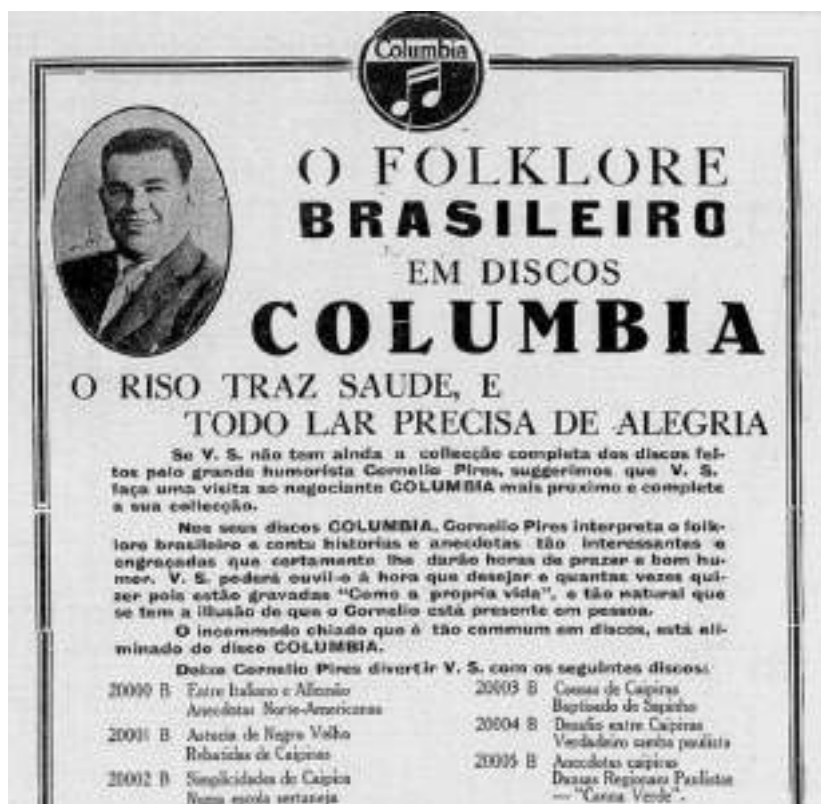 Columbia
O FOLKLORE
BRASILEIRO
EM DISCOS
COLUMBIA
O RISO TRAZ SAUDE, E
TODO LAR PRECISA DE ALEGRIA
Se V. S. não tem ainda a collecção completa dos discos fei-
tos pelo grande humorista Cornelio Pires, suggerimos que V. S.
faça uma visita ao negociante COLUMBIA mais proximo e complete
a sua collecção.
Nos seus discos COLUMBIA, Cornelio Pires interpreta o folk-
lore brasileiro e conta historias e anecdotas tão interessantes e
engraçadas que certamente lhe darão horas de prazer e bom hu-
mor. V. S. poderá ouvil-o á hora que desejar e quantas vezes qui-
zer pois estão gravadas "Como a propria vida", e tão natural que
se tem a illusão de que o Cornelio está presente em pessoa.
O incommodo chiado que é tão commum em discos, está eli-
minado do disco COLUMBIA.
Deixe Cornelio Pires divertir V. S. com os seguintes discos:
20000 B Entre Italiano e Allemão
Anecdotas Norte-Americanas
20001 B Astucia de Negro Velho
Rebatidas de Caipiras
20002 B Simplicidades de Caipira
Numa escola sertaneja
20003 B Cousas de Caipiras
Baptisado do Sapinho
20004 B Desafio entre Caipiras
Verdadeiro samba paulista
20005 B Anecdotas caipiras
Dansas Regionaes Paulistas
— "Canna Verde".